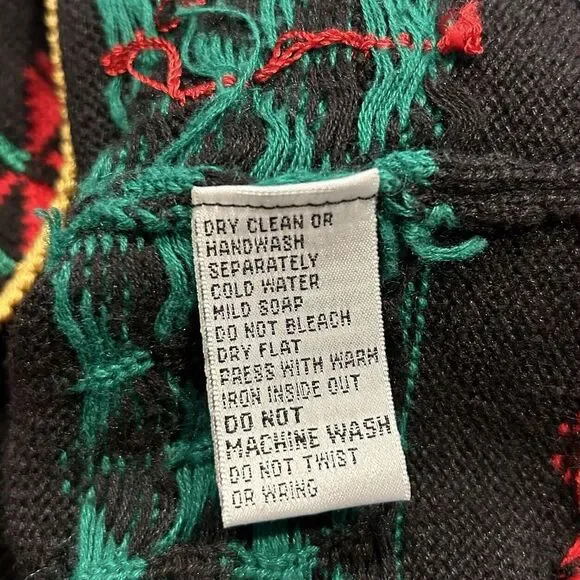 DRY CLEAN OR
HANDWASH
SEPARATELY
COLD WATER
MILD SOAP
DO NOT BLEACH
DRY FLAT
PRESS WITH WARM
IRON INSIDE OUT
DO NOT
MACHINE WASH
DO NOT TWIST
OR WRING